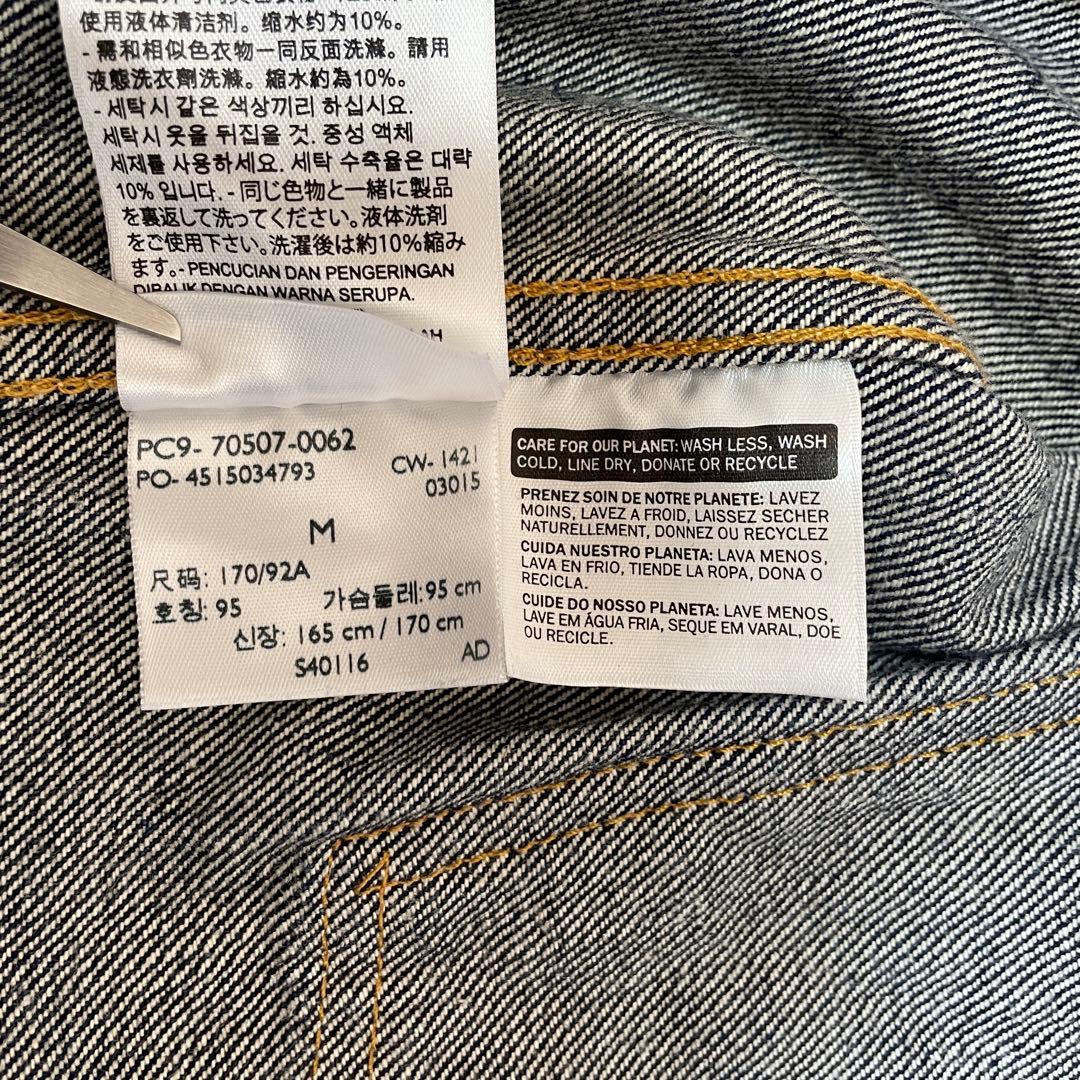 使用液体清洁剂。缩水约为10%。
- 需和相似色衣物一同反面洗滌。請用
液態洗衣劑洗滌。縮水約為10%。
- 세탁시 같은 색상끼리 하십시요.
세탁시 옷을 뒤집을 것. 중성 액체
세제를 사용하세요. 세탁 수축율은 대략
10% 입니다. - 同じ色物と一緒に製品
を裏返して洗ってください。液体洗剤
をご使用下さい。洗濯後は約10%縮み
ます。- PENCUCIAN DAN PENGERINGAN
DIBALIK DENGAN WARNA SERUPA.
PC9- 70507-0062
PO- 4515034793
CW- 1421
03015
M
尺码: 170/92A
호칭: 95 가슴둘레: 95 cm
신장: 165 cm / 170 cm
S40116 AD
CARE FOR OUR PLANET: WASH LESS, WASH
COLD, LINE DRY, DONATE OR RECYCLE
PRENEZ SOIN DE NOTRE PLANETE: LAVEZ
MOINS, LAVEZ A FROID, LAISSEZ SECHER
NATURELLEMENT, DONNEZ OU RECYCLEZ
CUIDA NUESTRO PLANETA: LAVA MENOS,
LAVA EN FRIO, TIENDE LA ROPA, DONA O
RECICLA.
CUIDE DO NOSSO PLANETA: LAVE MENOS,
LAVE EM ÁGUA FRIA, SEQUE EM VARAL, DOE
OU RECICLE.